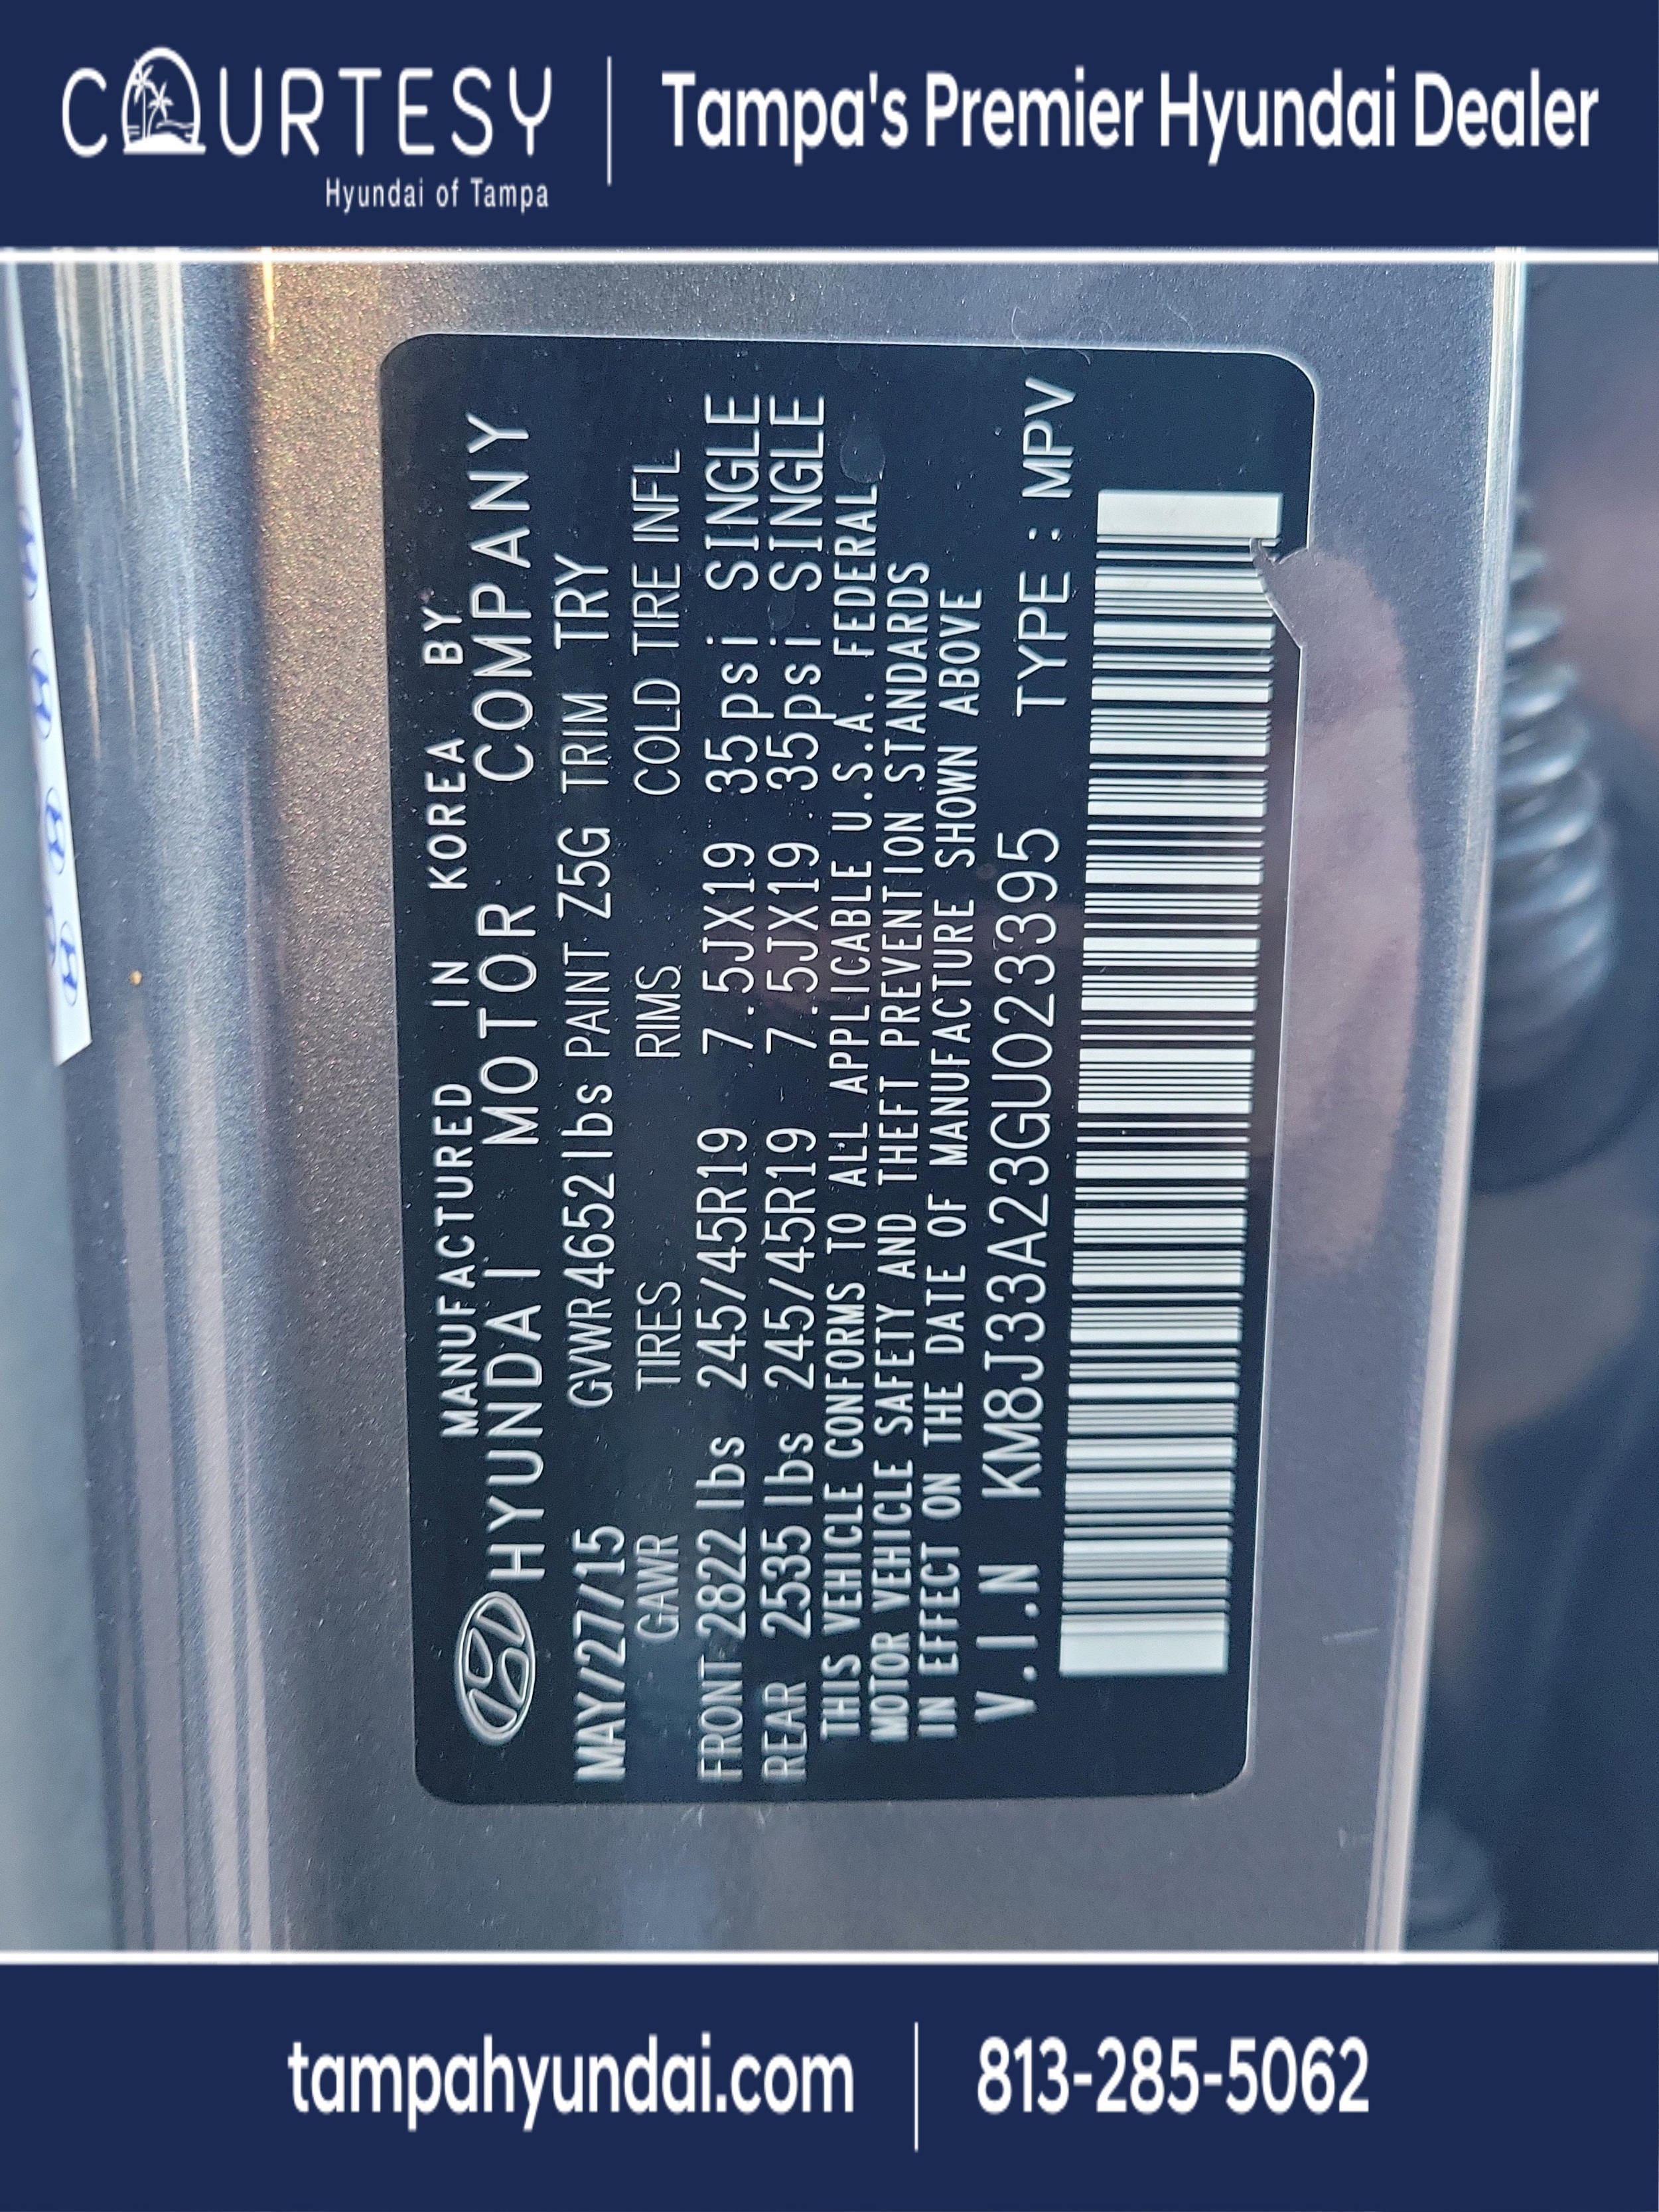 COURTESY
Hyundai of Tampa
Tampa's Premier Hyundai Dealer
MANUFACTURED IN KOREA BY
HYUNDAI MOTOR COMPANY
MAY/27/15 GVWR4652lbs PAINT Z5G TRIM TRY
GAWR TIRES RIMS COLD TIRE INFL
FRONT 2822 lbs 245/45R19 7.5JX19 35psi SINGLE
REAR 2535 lbs 245/45R19 7.5JX19 35psi SINGLE
THIS VEHICLE CONFORMS TO ALL APPLICABLE U.S.A. FEDERAL
MOTOR VEHICLE SAFETY AND THEFT PREVENTION STANDARDS
IN EFFECT ON THE DATE OF MANUFACTURE SHOWN ABOVE
V.I.N KM8J33A23GU023395 TYPE : MPV
tampahyundai.com
813-285-5062